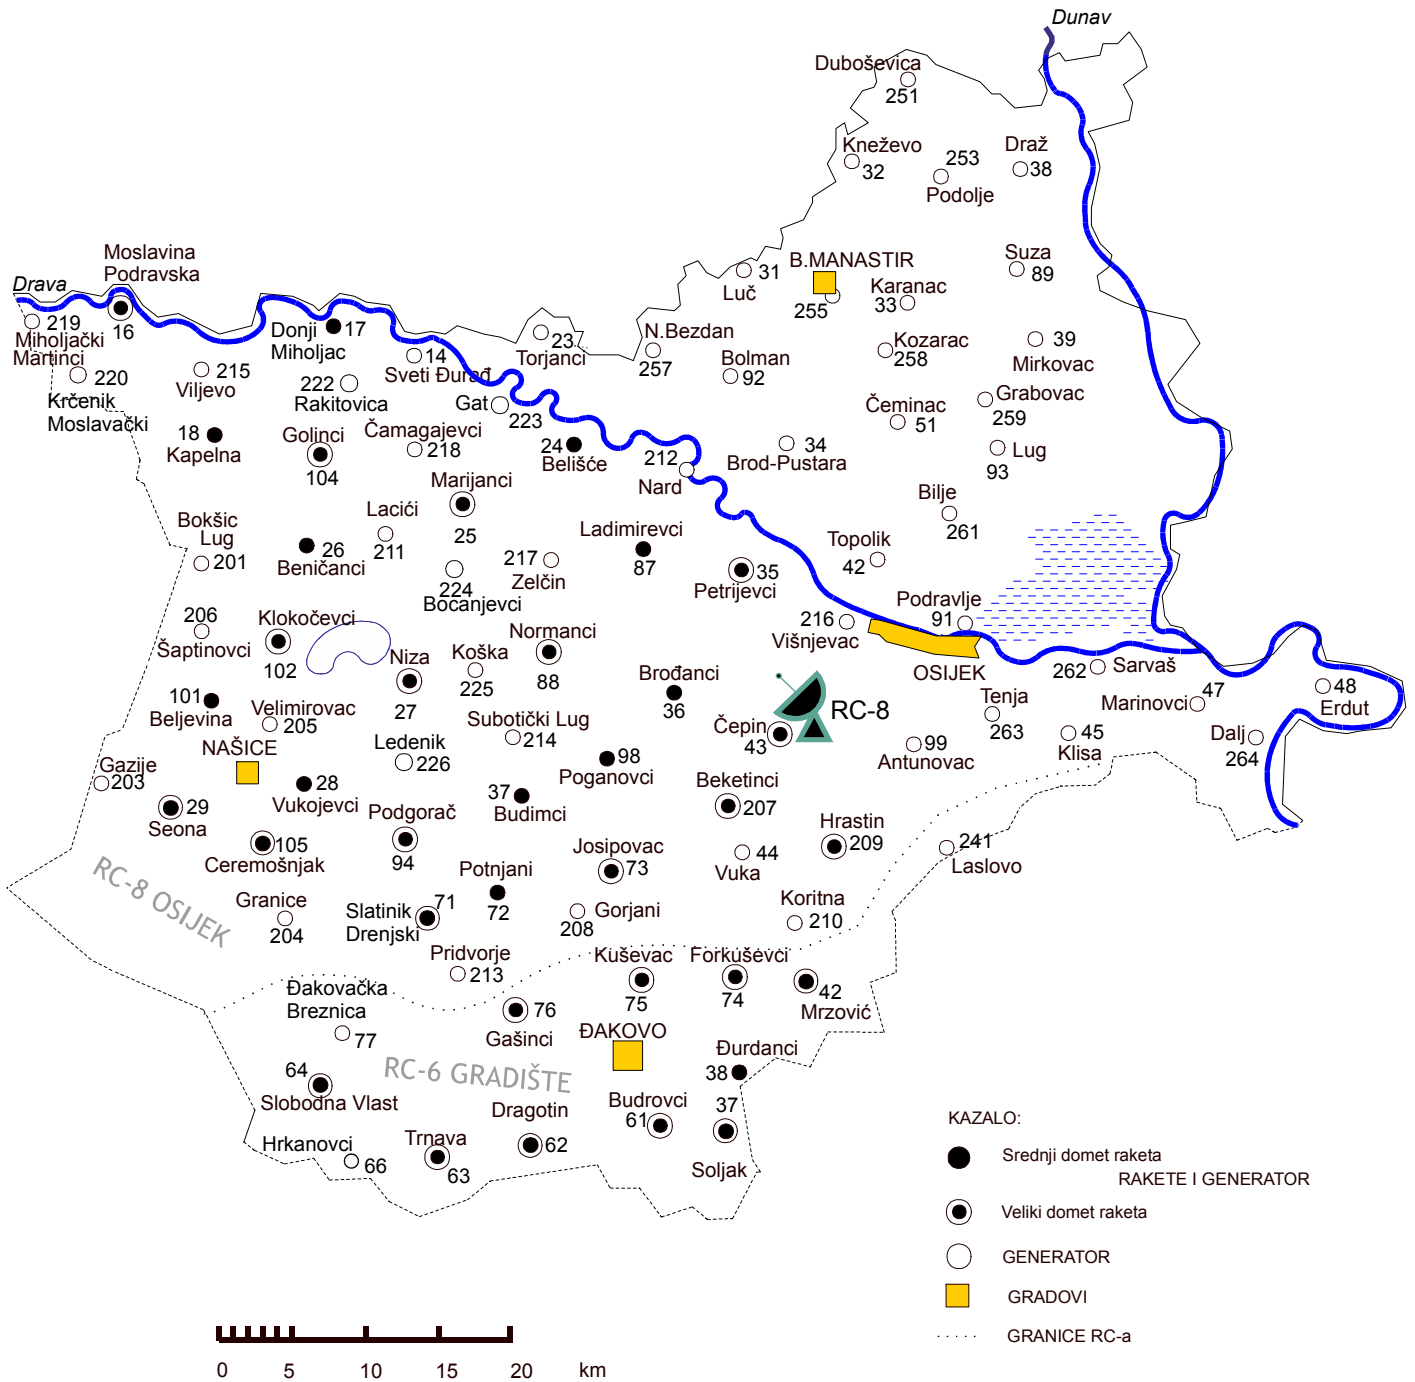 Dunav
Duboševica
251
Kneževo
32
253
Podolje
Draž
38
Moslavina
Podravska
16
Drava
219
Miholjački
Martinci
220
Krčenik
Moslavački
215
Viljevo
Donji
Miholjac
17
222
Rakitovica
14
Sveti Đurađ
23
Torjanci
N.Bezdan
257
31
Luč
B.MANASTIR
255
Karanac
33
Suza
89
Bolman
92
Kozarac
258
39
Mirkovac
Grabovac
259
Čeminac
51
Lug
93
Gat
223
18
Kapelna
Golinci
104
Čamagajevci
218
24
Belišće
212
Nard
34
Brod-Pustara
Marijanci
25
Bilje
261
Bokšic
Lug
201
26
Beničanci
Lacići
211
224
Bocanjevci
217
Zelčin
Ladimirevci
87
35
Petrijevci
Topolik
42
206
Šaptinovci
Klokočevci
102
Niza
27
Koška
225
Normanci
88
Brođanci
36
216
Višnjevac
Podravlje
91
OSIJEK
262
Sarvaš
Marinovci
47
48
Erdut
101
Beljevina
Velimirovac
205
Subotički Lug
214
RC-8
Čepin
43
Tenja
263
99
Antunovac
45
Klisa
Dalj
264
NAŠICE
Ledenik
226
98
Poganovci
Gazije
203
28
Vukojevci
37
Budimci
Beketinci
207
29
Seona
105
Ceremošnjak
Podgorač
94
Josipovac
73
44
Vuka
Hrastin
209
241
Laslovo
RC-8 OSIJEK
Granice
204
Slatinik
Drenjski
71
Potnjani
72
Gorjani
208
Koritna
210
Pridvorje
213
Kuševac
75
Forkuševci
74
42
Mrzović
Đakovačka
Breznica
77
76
Gašinci
ĐAKOVO
Đurđanci
38
RC-6 GRADIŠTE
64
Slobodna Vlast
Dragotin
62
Budrovci
61
37
Soljak
Hrkanovci
66
Trnava
63
KAZALO:
Srednji domet raketa
RAKETE I GENERATOR
Veliki domet raketa
GENERATOR
GRADOVI
GRANICE RC-a
0 5 10 15 20 km